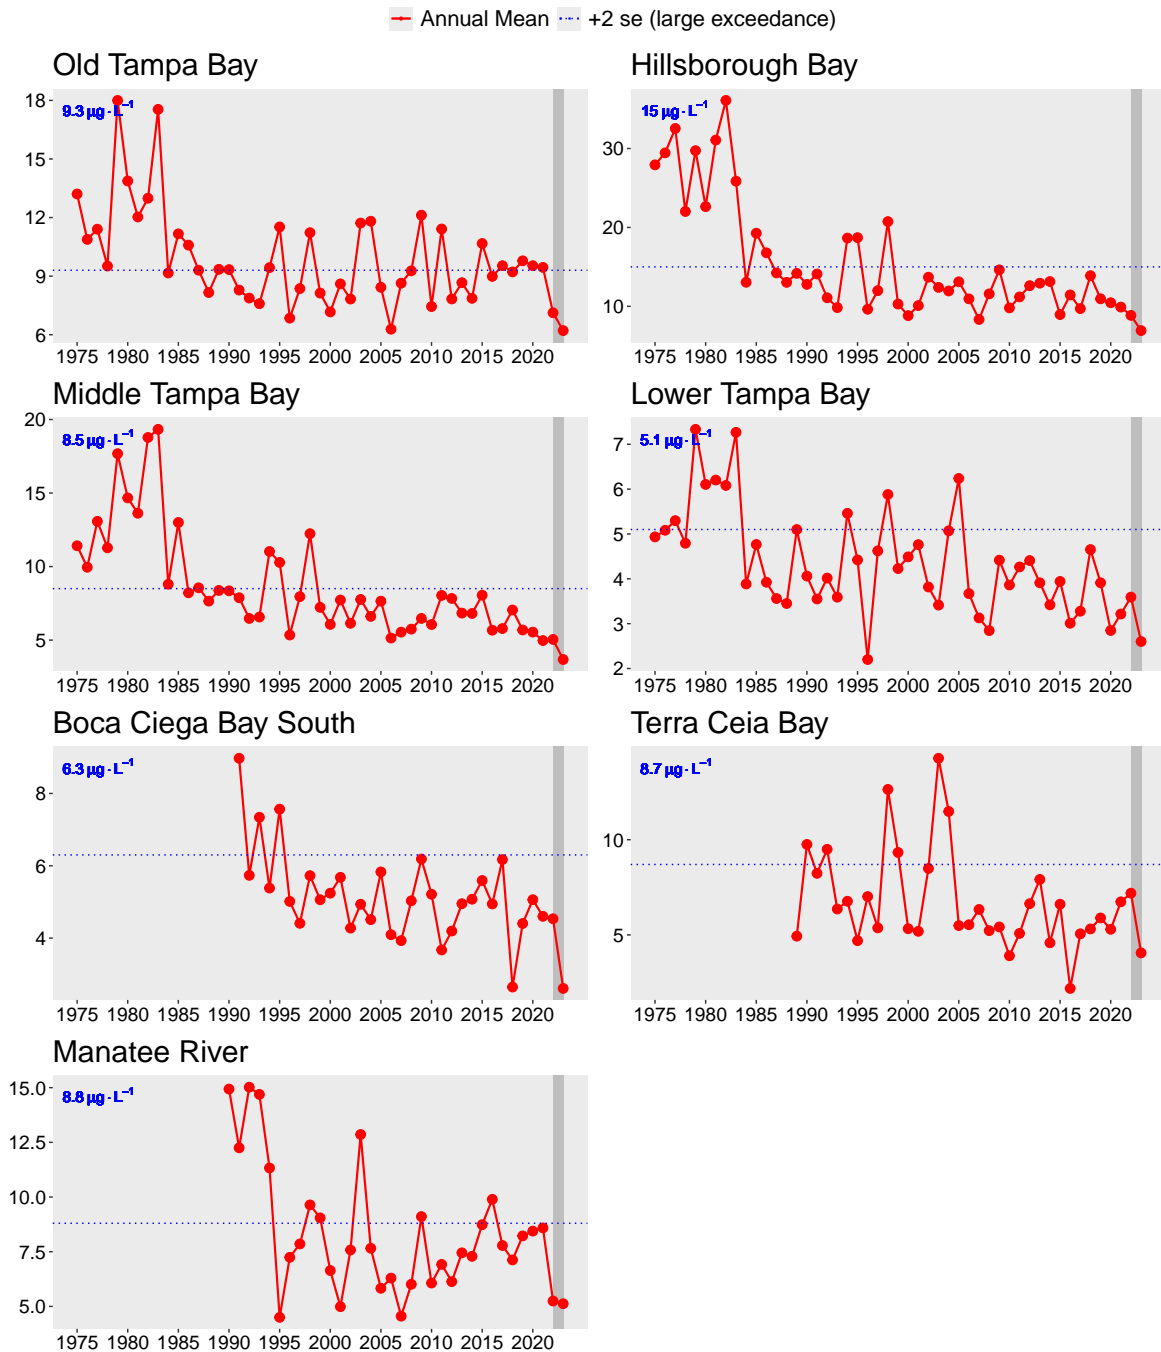 Annual Mean +2 se (large exceedance)
Old Tampa Bay
9.3 µg·L⁻¹
18
15
12
9
6
1975 1980 1985 1990 1995 2000 2005 2010 2015 2020
Hillsborough Bay
15 µg·L⁻¹
30
20
10
1975 1980 1985 1990 1995 2000 2005 2010 2015 2020
Middle Tampa Bay
8.5 µg·L⁻¹
20
15
10
5
1975 1980 1985 1990 1995 2000 2005 2010 2015 2020
Lower Tampa Bay
5.1 µg·L⁻¹
7
6
5
4
3
2
1975 1980 1985 1990 1995 2000 2005 2010 2015 2020
Boca Ciega Bay South
6.3 µg·L⁻¹
8
6
4
1975 1980 1985 1990 1995 2000 2005 2010 2015 2020
Terra Ceia Bay
8.7 µg·L⁻¹
10
5
1975 1980 1985 1990 1995 2000 2005 2010 2015 2020
Manatee River
8.8 µg·L⁻¹
15.0
12.5
10.0
7.5
5.0
1975 1980 1985 1990 1995 2000 2005 2010 2015 2020